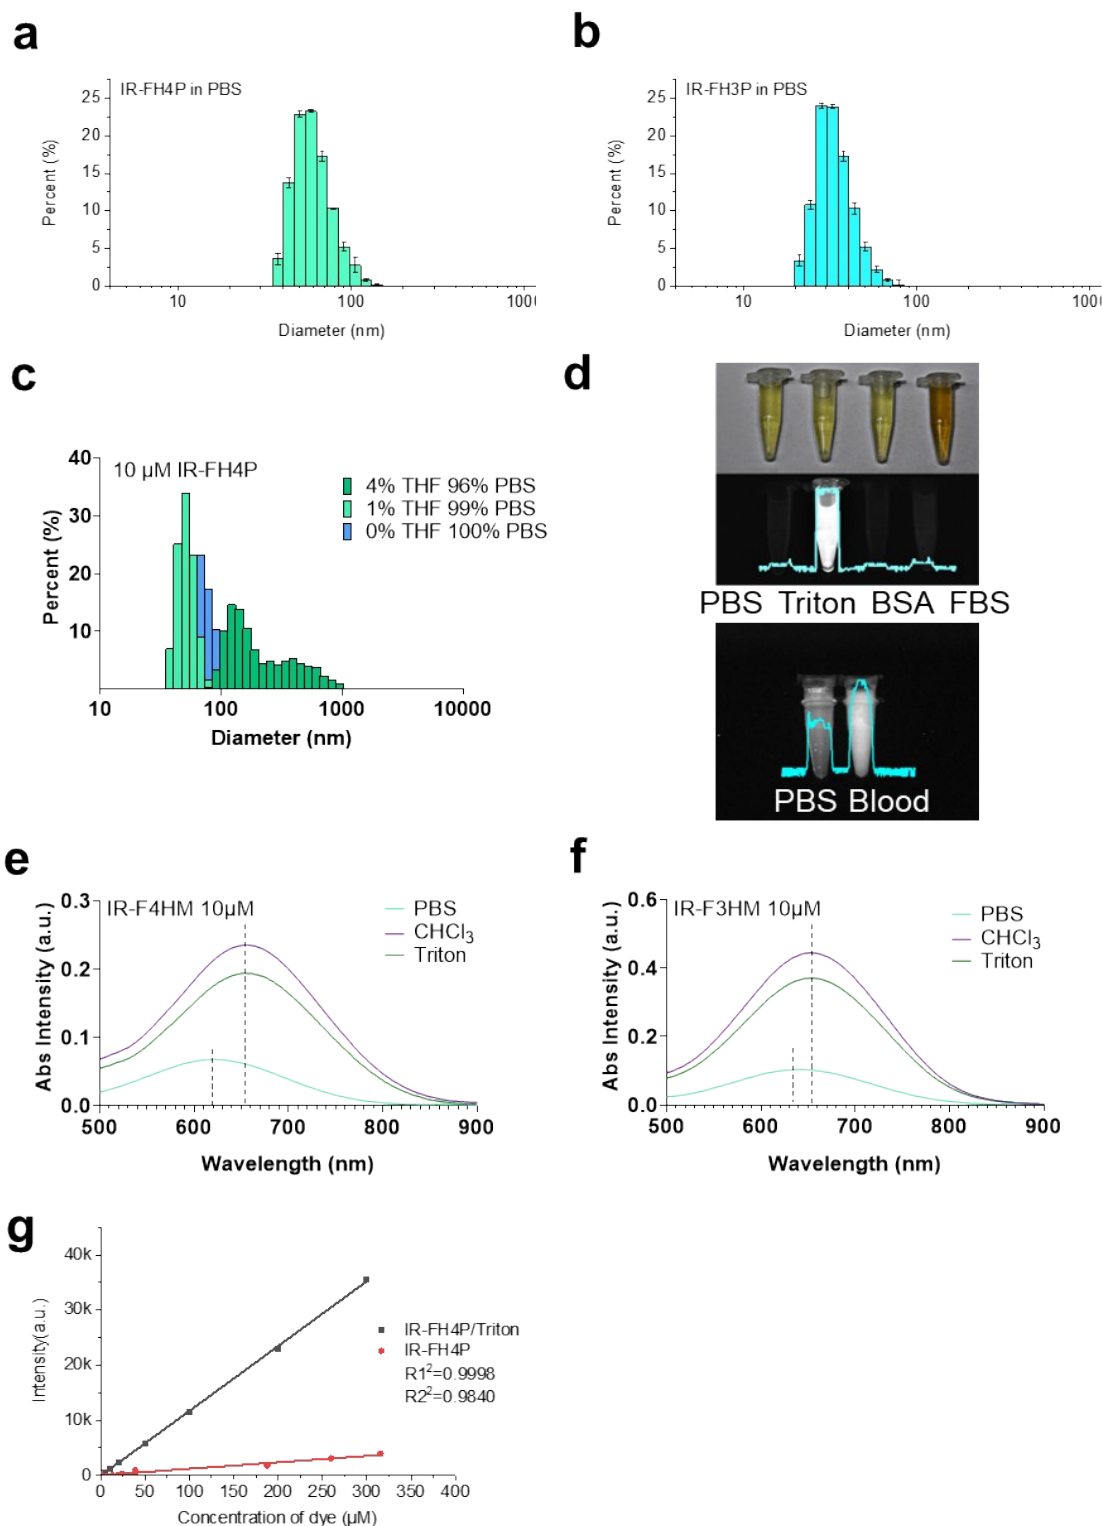 a
IR-FH4P in PBS
25
20
15
10
5
0
Percent (%)
10
100
Diameter (nm)
b
IR-FH3P in PBS
25
20
15
10
5
0
Percent (%)
10
100
Diameter (nm)
c
10 µM IR-FH4P
4% THF 96% PBS
1% THF 99% PBS
0% THF 100% PBS
40
30
20
10
Percent (%)
10 100 1000 10000
Diameter (nm)
d
PBS Triton BSA FBS
PBS Blood
e
IR-F4HM 10µM
PBS
CHCl₃
Triton
0.3
0.2
0.1
0.0
Abs Intensity (a.u.)
500 600 700 800 900
Wavelength (nm)
f
IR-F3HM 10µM
PBS
CHCl₃
Triton
0.6
0.4
0.2
0.0
Abs Intensity (a.u.)
500 600 700 800 900
Wavelength (nm)
g
40k
30k
20k
10k
0
Intensity(a.u.)
IR-FH4P/Triton
IR-FH4P
R1²=0.9998
R2²=0.9840
0 50 100 150 200 250 300 350 400
Concentration of dye (µM)